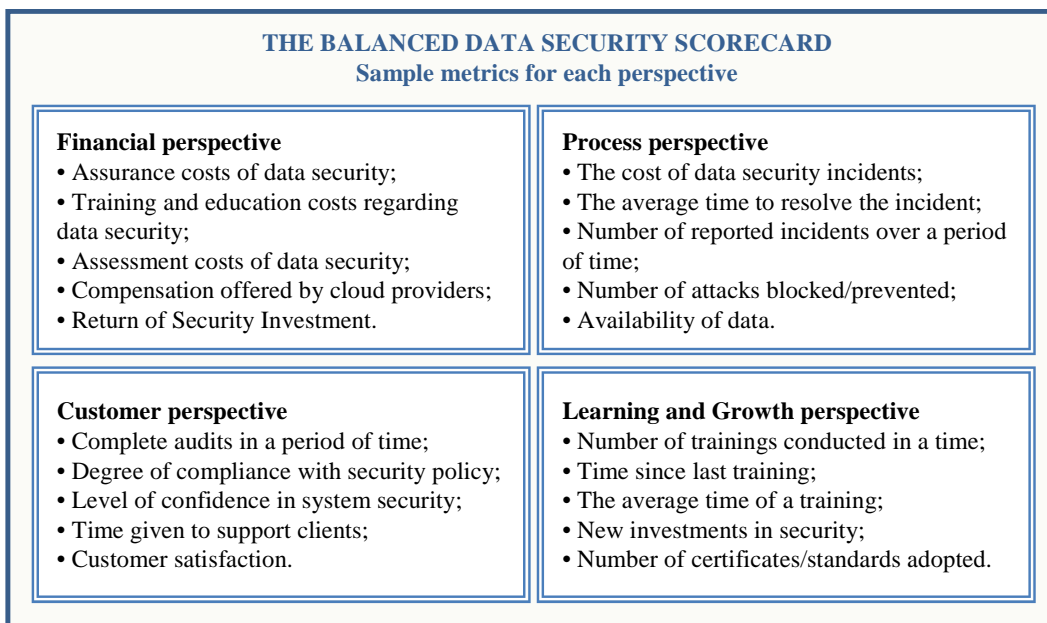 THE BALANCED DATA SECURITY SCORECARD
Sample metrics for each perspective
Financial perspective
• Assurance costs of data security;
• Training and education costs regarding
data security;
• Assessment costs of data security;
• Compensation offered by cloud providers;
• Return of Security Investment.
Process perspective
• The cost of data security incidents;
• The average time to resolve the incident;
• Number of reported incidents over a period
of time;
• Number of attacks blocked/prevented;
• Availability of data.
Customer perspective
• Complete audits in a period of time;
• Degree of compliance with security policy;
• Level of confidence in system security;
• Time given to support clients;
• Customer satisfaction.
Learning and Growth perspective
• Number of trainings conducted in a time;
• Time since last training;
• The average time of a training;
• New investments in security;
• Number of certificates/standards adopted.